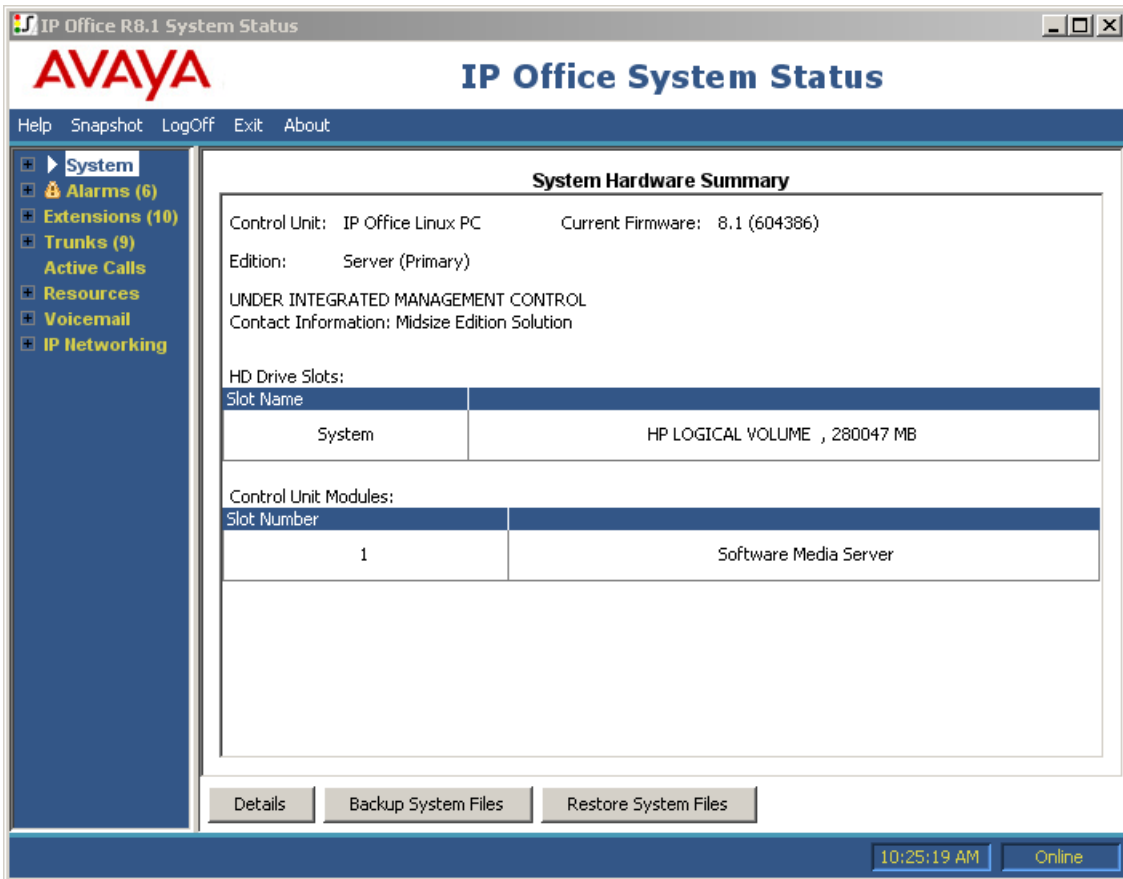 IP Office R8.1 System Status
AVAYA
IP Office System Status
Help Snapshot LogOff Exit About
System
Alarms (6)
Extensions (10)
Trunks (9)
Active Calls
Resources
Voicemail
IP Networking
System Hardware Summary
Control Unit: IP Office Linux PC Current Firmware: 8.1 (604386)
Edition: Server (Primary)
UNDER INTEGRATED MANAGEMENT CONTROL
Contact Information: Midsize Edition Solution
HD Drive Slots:
Slot Name
System HP LOGICAL VOLUME , 280047 MB
Control Unit Modules:
Slot Number
1 Software Media Server
Details Backup System Files Restore System Files
10:25:19 AM Online